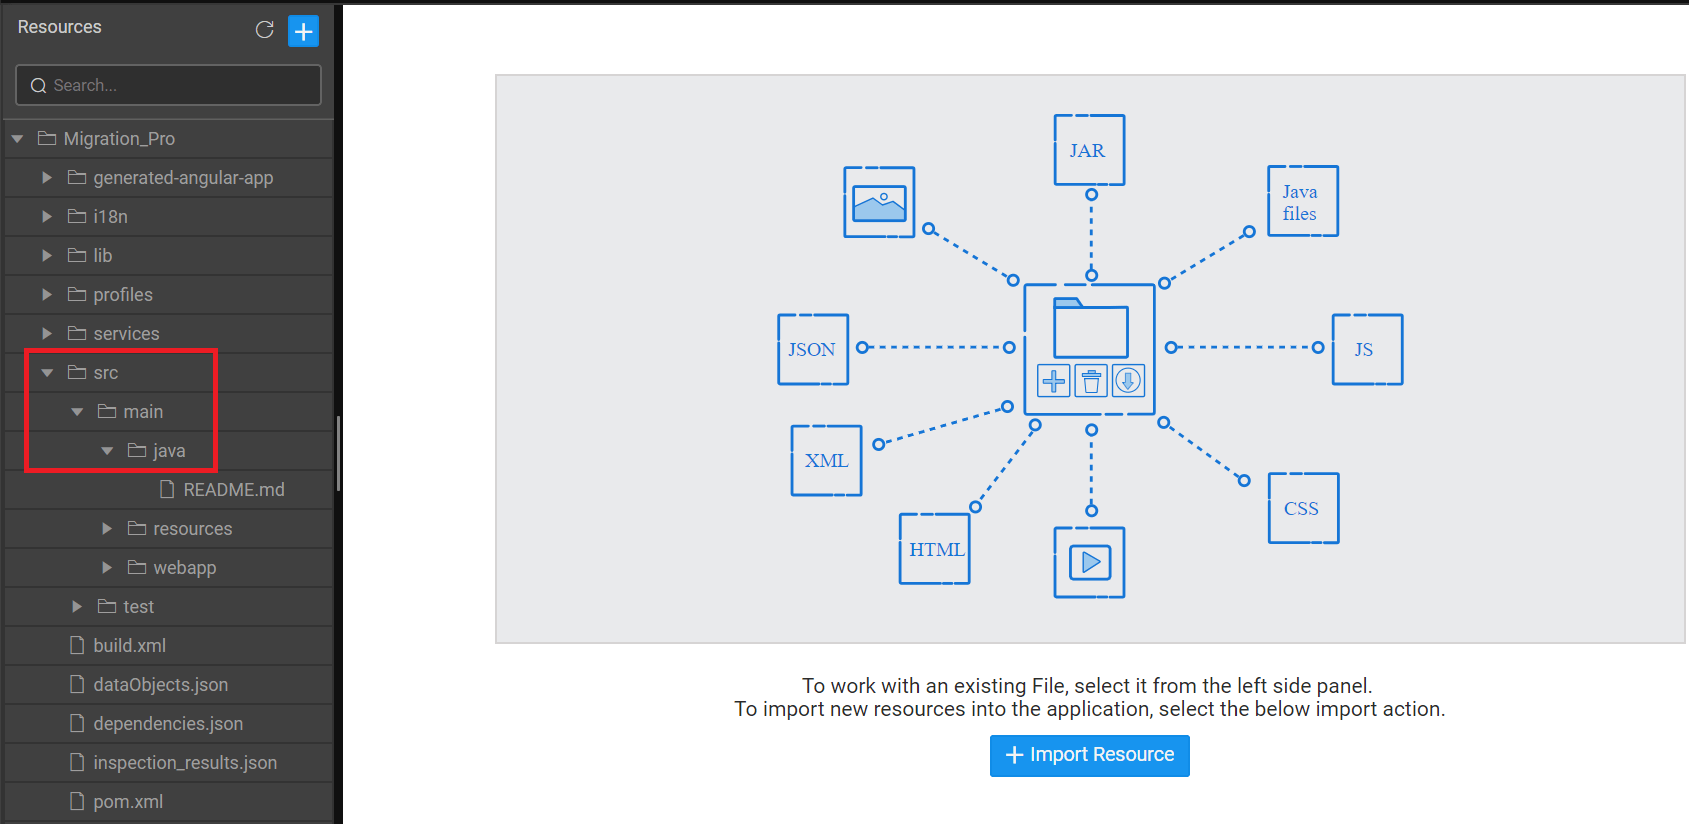 Resources
Search...
Migration_Pro
generated-angular-app
i18n
lib
profiles
services
src
main
java
README.md
resources
webapp
test
build.xml
dataObjects.json
dependencies.json
inspection_results.json
pom.xml
JAR
Java
files
JSON
JS
XML
CSS
HTML
To work with an existing File, select it from the left side panel.
To import new resources into the application, select the below import action.
Import Resource